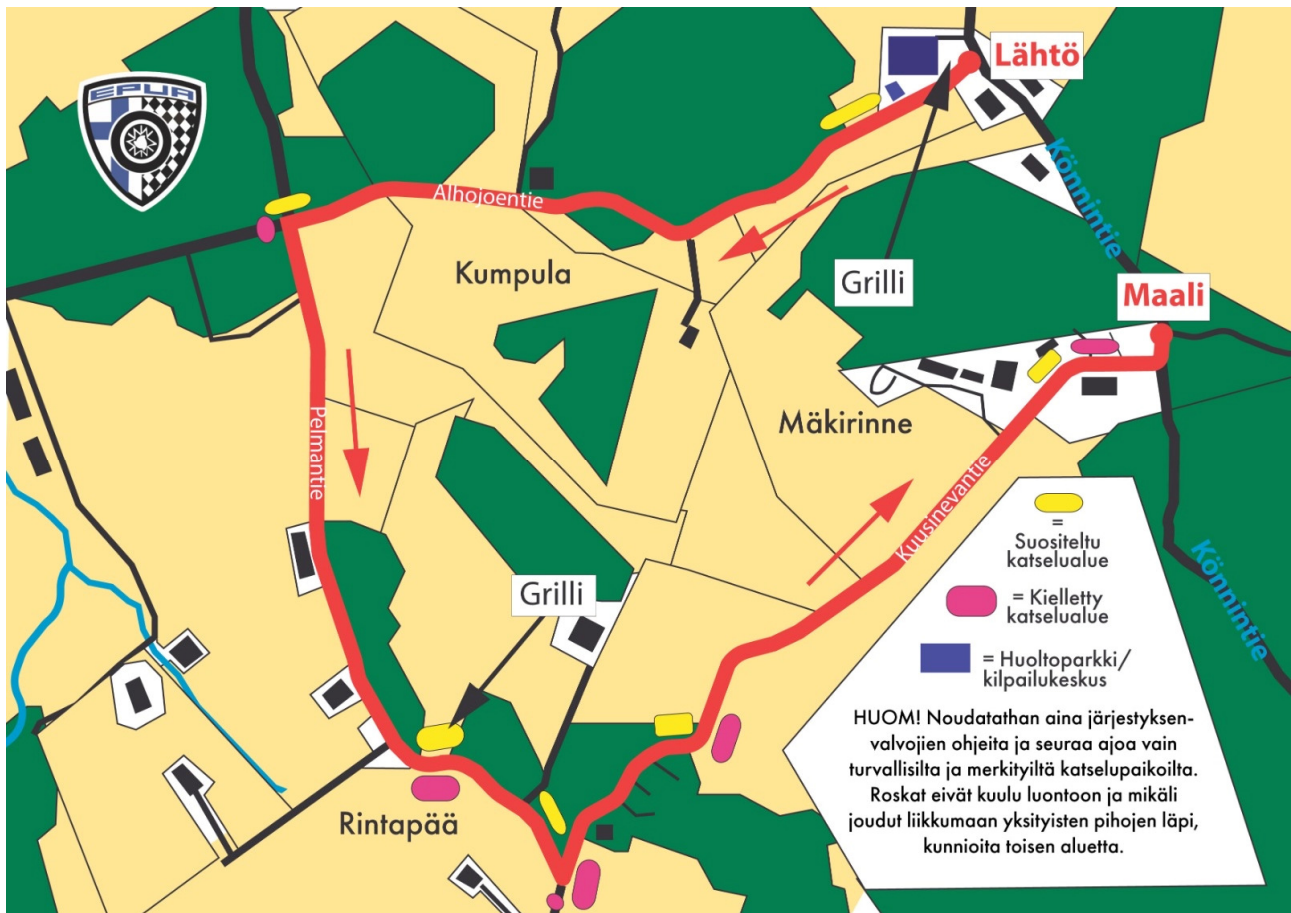 EPUA
Lähtö
Könnintie
Alhojoentie
Kumpula
Grilli
Maali
Pelmantie
Mäkirinne
Kuusinevantie
Grilli
Rintapää
Könnintie
=
Suositeltu
katselualue
= Kielletty
katselualue
= Huoltoparkki/
kilpailukeskus
HUOM! Noudatathan aina järjestyksen-
valvojien ohjeita ja seuraa ajoa vain
turvallisilta ja merkityiltä katselupaikoilta.
Roskat eivät kuulu luontoon ja mikäli
joudut liikkumaan yksityisten pihojen läpi,
kunnioita toisen aluetta.